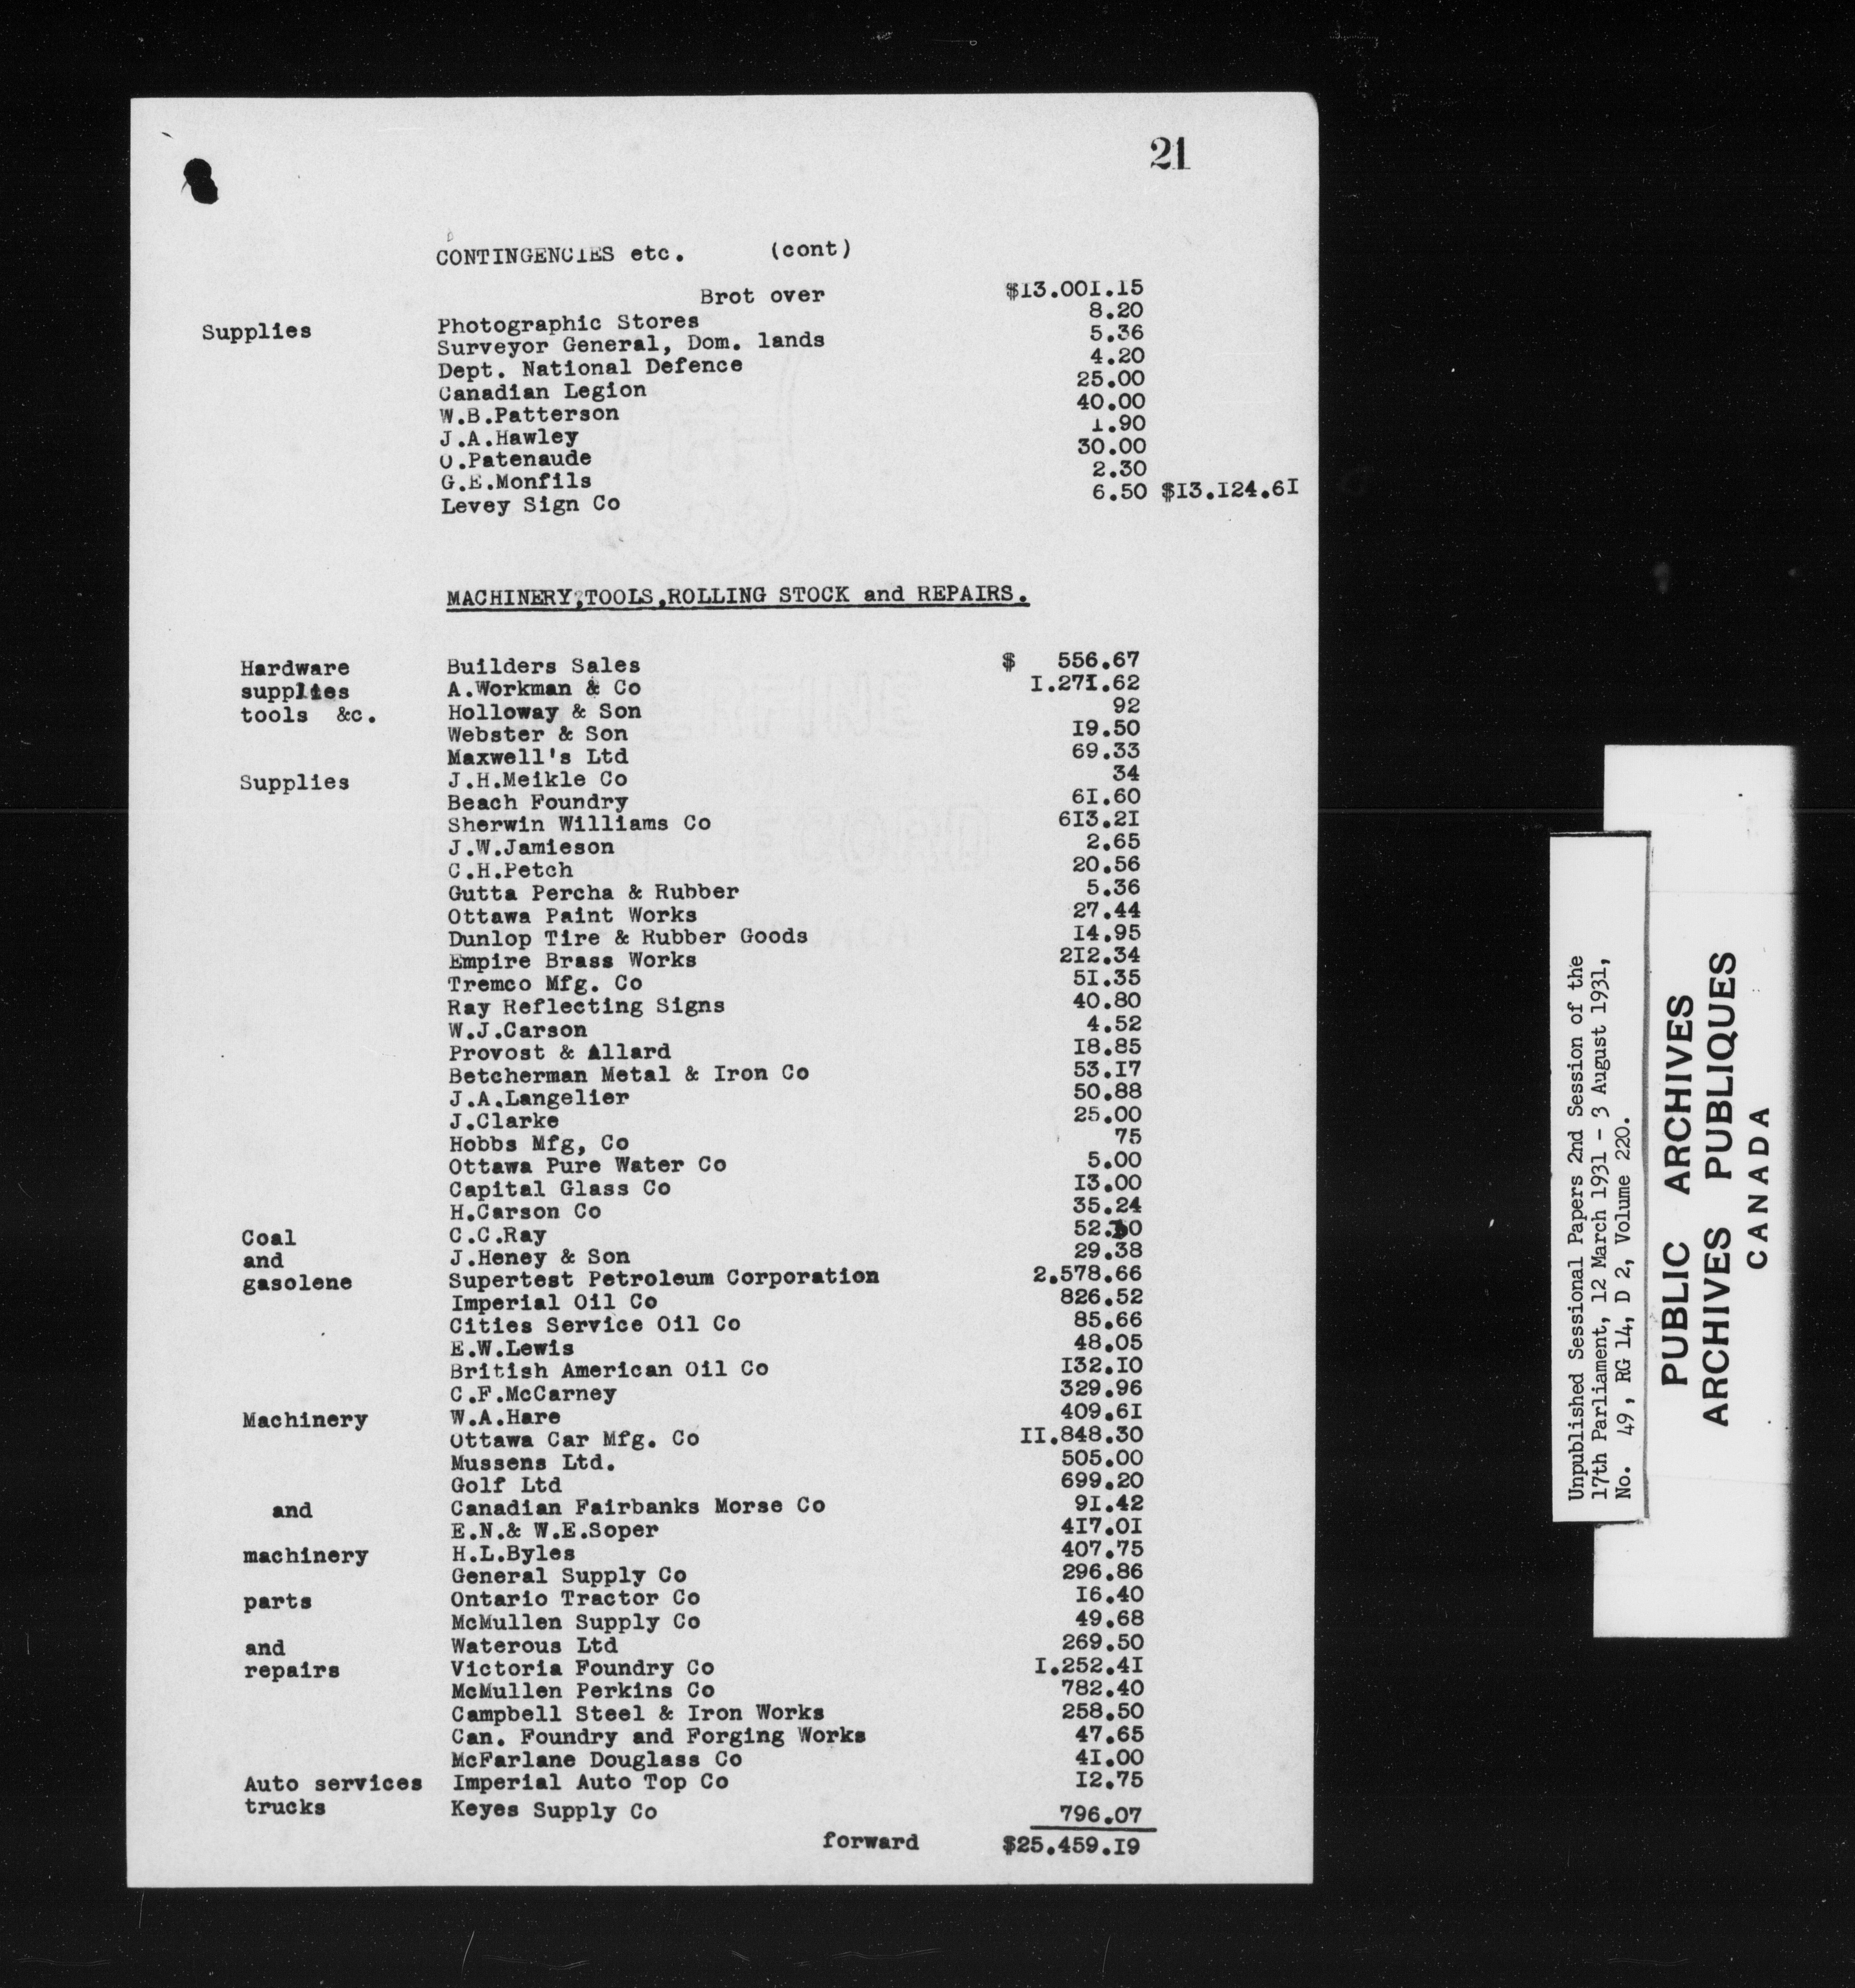 21
CONTINGENCIES etc. (cont)
Brot over $13.001.15
Supplies Photographic Stores 8.20
Surveyor General, Dom. lands 5.36
Dept. National Defence 4.20
Canadian Legion 25.00
W.B.Patterson 40.00
J.A.Hawley 1.90
O.Patenaude 30.00
G.E.Monfils 2.30
Levey Sign Co 6.50 $13.124.61
MACHINERY,TOOLS,ROLLING STOCK and REPAIRS.
Hardware Builders Sales $ 556.67
supplies A.Workman & Co 1.271.62
tools &c. Holloway & Son 92
Webster & Son 19.50
Maxwell's Ltd 69.33
Supplies J.H.Meikle Co 34
Beach Foundry 61.60
Sherwin Williams Co 613.21
J.W.Jamieson 2.65
C.H.Petch 20.56
Gutta Percha & Rubber 5.36
Ottawa Paint Works 27.44
Dunlop Tire & Rubber Goods 14.95
Empire Brass Works 212.34
Tremco Mfg. Co 51.35
Ray Reflecting Signs 40.80
W.J.Carson 4.52
Provost & Allard 18.85
Betcherman Metal & Iron Co 53.17
J.A.Langelier 50.88
J.Clarke 25.00
Hobbs Mfg, Co 75
Ottawa Pure Water Co 5.00
Capital Glass Co 13.00
H.Carson Co 35.24
Coal C.C.Ray
and J.Heney & Son 29.38
gasolene Supertest Petroleum Corporation 2.578.66
Imperial Oil Co 826.52
Cities Service Oil Co 85.66
E.W.Lewis 48.05
British American Oil Co 132.10
C.F.McCarney 329.96
Machinery W.A.Hare 409.61
Ottawa Car Mfg. Co 11.848.30
Mussens Ltd. 505.00
Golf Ltd 699.20
and Canadian Fairbanks Morse Co 91.42
E.N.& W.E.Soper 417.01
machinery H.L.Byles 407.75
General Supply Co 296.86
parts Ontario Tractor Co 16.40
McMullen Supply Co 49.68
and Waterous Ltd 269.50
repairs Victoria Foundry Co 1.252.41
McMullen Perkins Co 782.40
Campbell Steel & Iron Works 258.50
Can. Foundry and Forging Works 47.65
McFarlane Douglass Co 41.00
Auto services Imperial Auto Top Co 12.75
trucks Keyes Supply Co 796.07
forward $25.459.19
Unpublished Sessional Papers 2nd Session of the
17th Parliament, 12 March 1931 - 3 August 1931,
No. 49, RG 14, D 2, Volume 220.
PUBLIC ARCHIVES
ARCHIVES PUBLIQUES
CANADA